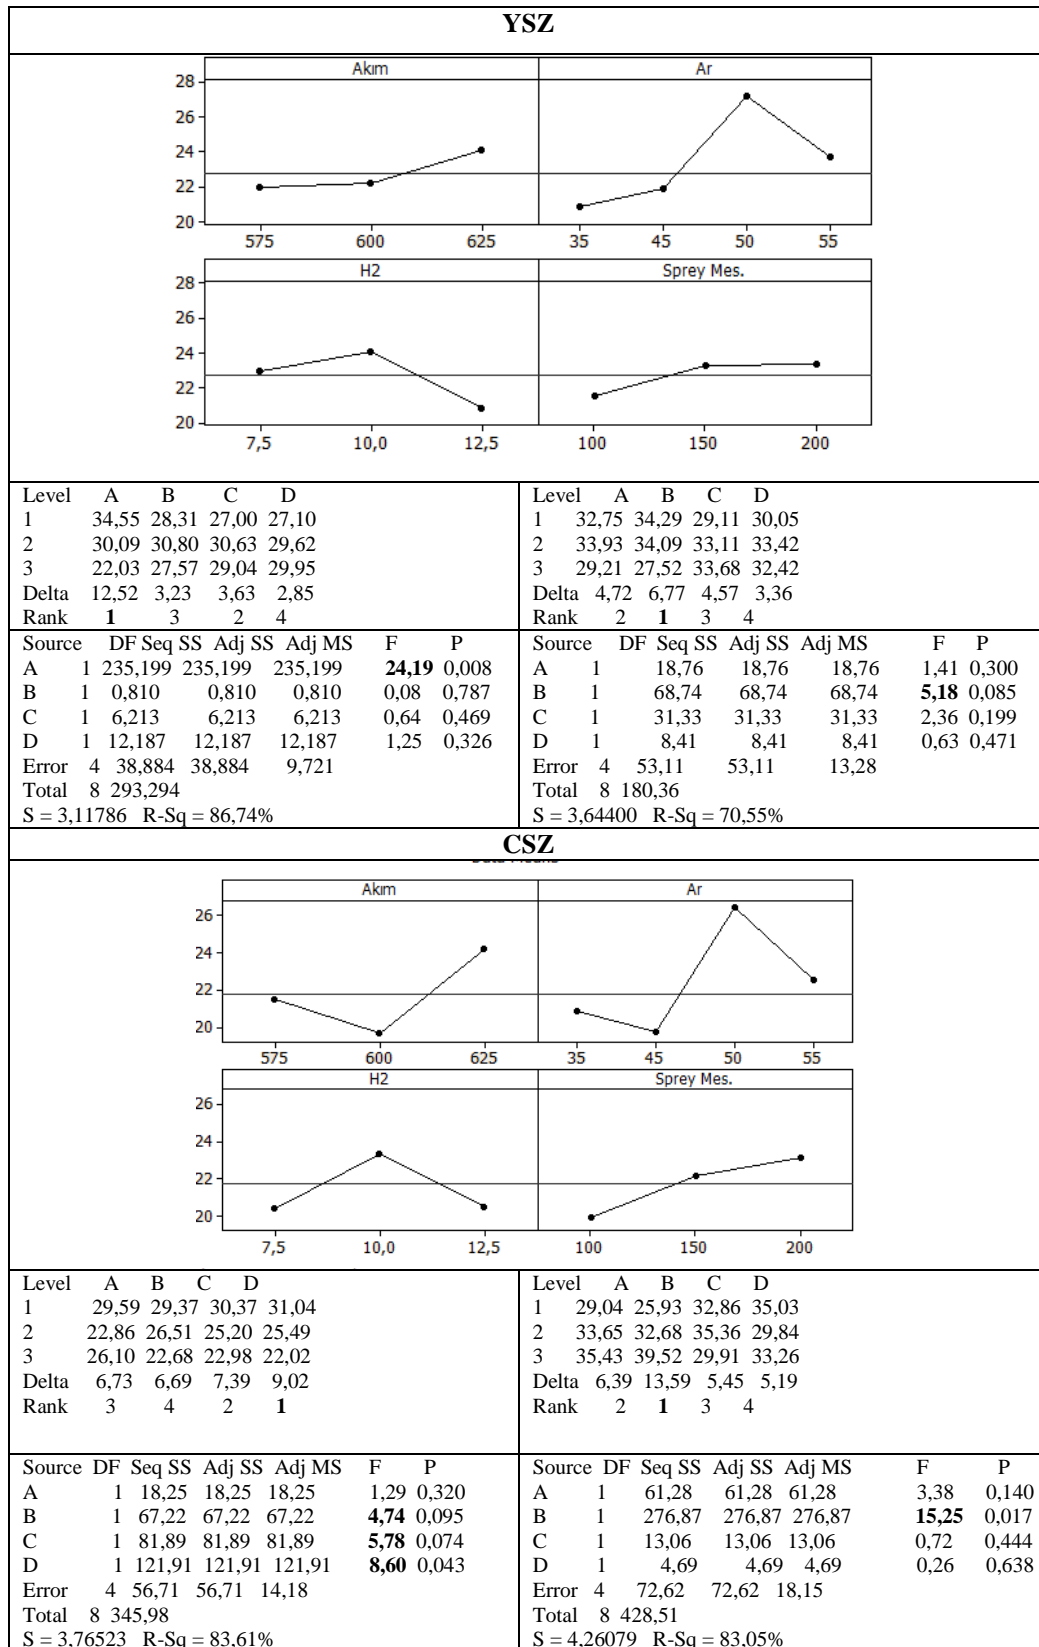 YSZ
Akım Ar
28
26
24
22
20
575 600 625 35 45 50 55
H2 Sprey Mes.
28
26
24
22
20
7,5 10,0 12,5 100 150 200
Level A B C D
1 34,55 28,31 27,00 27,10
2 30,09 30,80 30,63 29,62
3 22,03 27,57 29,04 29,95
Delta 12,52 3,23 3,63 2,85
Rank 1 3 2 4
Level A B C D
1 32,75 34,29 29,11 30,05
2 33,93 34,09 33,11 33,42
3 29,21 27,52 33,68 32,42
Delta 4,72 6,77 4,57 3,36
Rank 2 1 3 4
Source DF Seq SS Adj SS Adj MS F P
A 1 235,199 235,199 235,199 24,19 0,008
B 1 0,810 0,810 0,810 0,08 0,787
C 1 6,213 6,213 6,213 0,64 0,469
D 1 12,187 12,187 12,187 1,25 0,326
Error 4 38,884 38,884 9,721
Total 8 293,294
S = 3,11786 R-Sq = 86,74%
Source DF Seq SS Adj SS Adj MS F P
A 1 18,76 18,76 18,76 1,41 0,300
B 1 68,74 68,74 68,74 5,18 0,085
C 1 31,33 31,33 31,33 2,36 0,199
D 1 8,41 8,41 8,41 0,63 0,471
Error 4 53,11 53,11 13,28
Total 8 180,36
S = 3,64400 R-Sq = 70,55%
CSZ
Akım Ar
26
24
22
20
575 600 625 35 45 50 55
H2 Sprey Mes.
26
24
22
20
7,5 10,0 12,5 100 150 200
Level A B C D
1 29,59 29,37 30,37 31,04
2 22,86 26,51 25,20 25,49
3 26,10 22,68 22,98 22,02
Delta 6,73 6,69 7,39 9,02
Rank 3 4 2 1
Level A B C D
1 29,04 25,93 32,86 35,03
2 33,65 32,68 35,36 29,84
3 35,43 39,52 29,91 33,26
Delta 6,39 13,59 5,45 5,19
Rank 2 1 3 4
Source DF Seq SS Adj SS Adj MS F P
A 1 18,25 18,25 18,25 1,29 0,320
B 1 67,22 67,22 67,22 4,74 0,095
C 1 81,89 81,89 81,89 5,78 0,074
D 1 121,91 121,91 121,91 8,60 0,043
Error 4 56,71 56,71 14,18
Total 8 345,98
S = 3,76523 R-Sq = 83,61%
Source DF Seq SS Adj SS Adj MS F P
A 1 61,28 61,28 61,28 3,38 0,140
B 1 276,87 276,87 276,87 15,25 0,017
C 1 13,06 13,06 13,06 0,72 0,444
D 1 4,69 4,69 4,69 0,26 0,638
Error 4 72,62 72,62 18,15
Total 8 428,51
S = 4,26079 R-Sq = 83,05%